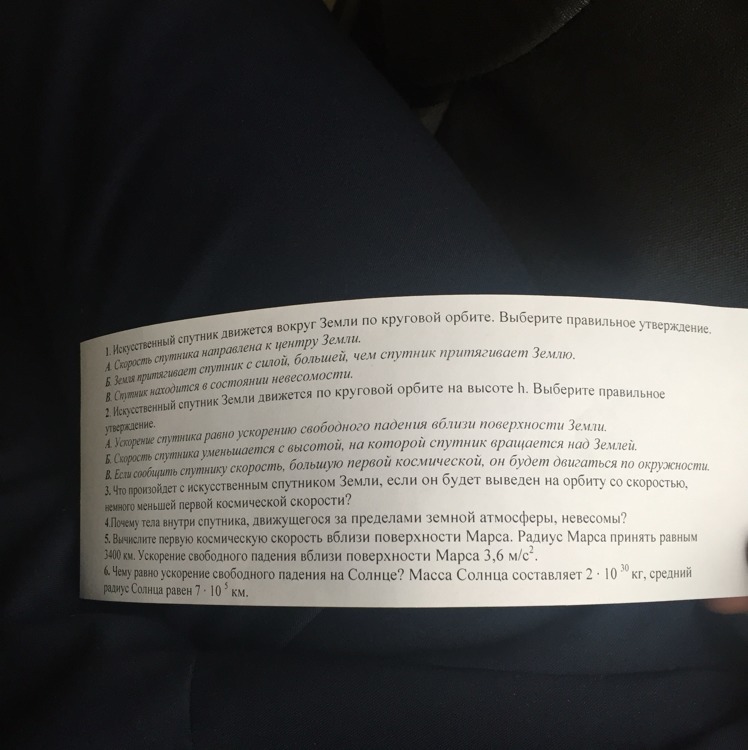 1. Искусственный спутник движется вокруг Земли по круговой орбите. Выберите правильное утверждение.
А. Скорость спутника направлена к центру Земли.
Б. Земля притягивает спутник с силой, большей, чем спутник притягивает Землю.
В. Спутник находится в состоянии невесомости.
2. Искусственный спутник Земли движется по круговой орбите на высоте h. Выберите правильное
утверждение.
А. Ускорение спутника равно ускорению свободного падения вблизи поверхности Земли.
Б. Скорость спутника уменьшается с высотой, на которой спутник вращается над Землей.
В. Если сообщить спутнику скорость, большую первой космической, он будет двигаться по окружности.
3. Что произойдет с искусственным спутником Земли, если он будет выведен на орбиту со скоростью,
немного меньшей первой космической скорости?
4.Почему тела внутри спутника, движущегося за пределами земной атмосферы, невесомы?
5. Вычислите первую космическую скорость вблизи поверхности Марса. Радиус Марса принять равным
3400 км. Ускорение свободного падения вблизи поверхности Марса 3,6 м/с².
6. Чему равно ускорение свободного падения на Солнце? Масса Солнца составляет 2 · 10 ³⁰ кг, средний
радиус Солнца равен 7 · 10 ⁵ км.